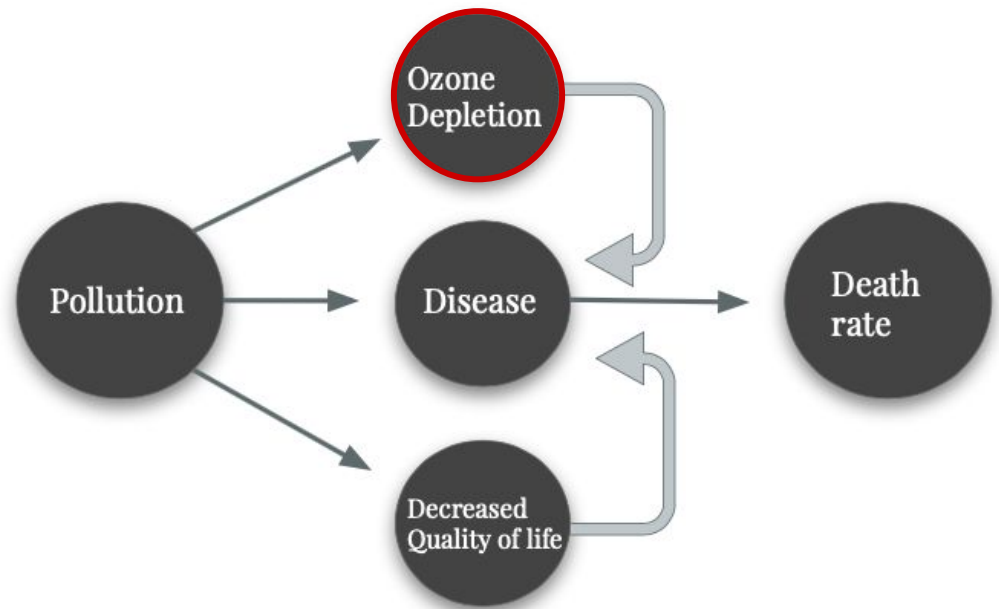 Ozone
Depletion
Pollution
Disease
Death
rate
Decreased
Quality of life